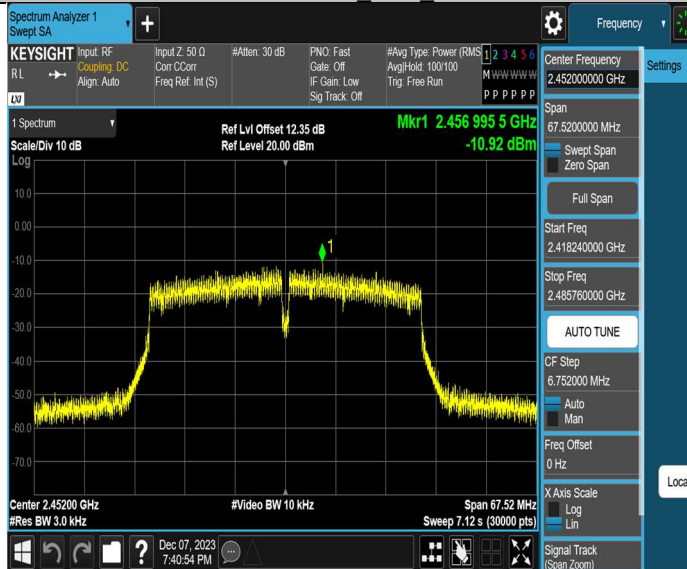 Spectrum Analyzer 1
Swept SA
+
Frequency
KEYSIGHT
Input: RF
Input Z: 50 Ω
#Atten: 30 dB
PNO: Fast
#Avg Type: Power (RMS
1 2 3 4 5 6
RL
Coupling: DC
Corr CCorr
Gate: Off
Avg|Hold: 100/100
M W W W W W
Align: Auto
Freq Ref: Int (S)
IF Gain: Low
Trig: Free Run
Sig Track: Off
P P P P P P
LXI
1 Spectrum
Ref Lvl Offset 12.35 dB
Mkr1 2.456 995 5 GHz
Scale/Div 10 dB
Ref Level 20.00 dBm
-10.92 dBm
Log
10.0
0.00
-10.0
-20.0
-30.0
-40.0
-50.0
-60.0
-70.0
1
Center 2.45200 GHz
#Video BW 10 kHz
Span 67.52 MHz
#Res BW 3.0 kHz
Sweep 7.12 s (30000 pts)
?
Dec 07, 2023
7:40:54 PM
Center Frequency
2.452000000 GHz
Settings
Span
67.5200000 MHz
Swept Span
Zero Span
Full Span
Start Freq
2.418240000 GHz
Stop Freq
2.485760000 GHz
AUTO TUNE
CF Step
6.752000 MHz
Auto
Man
Freq Offset
0 Hz
Loca
X Axis Scale
Log
Lin
Signal Track
(Span Zoom)